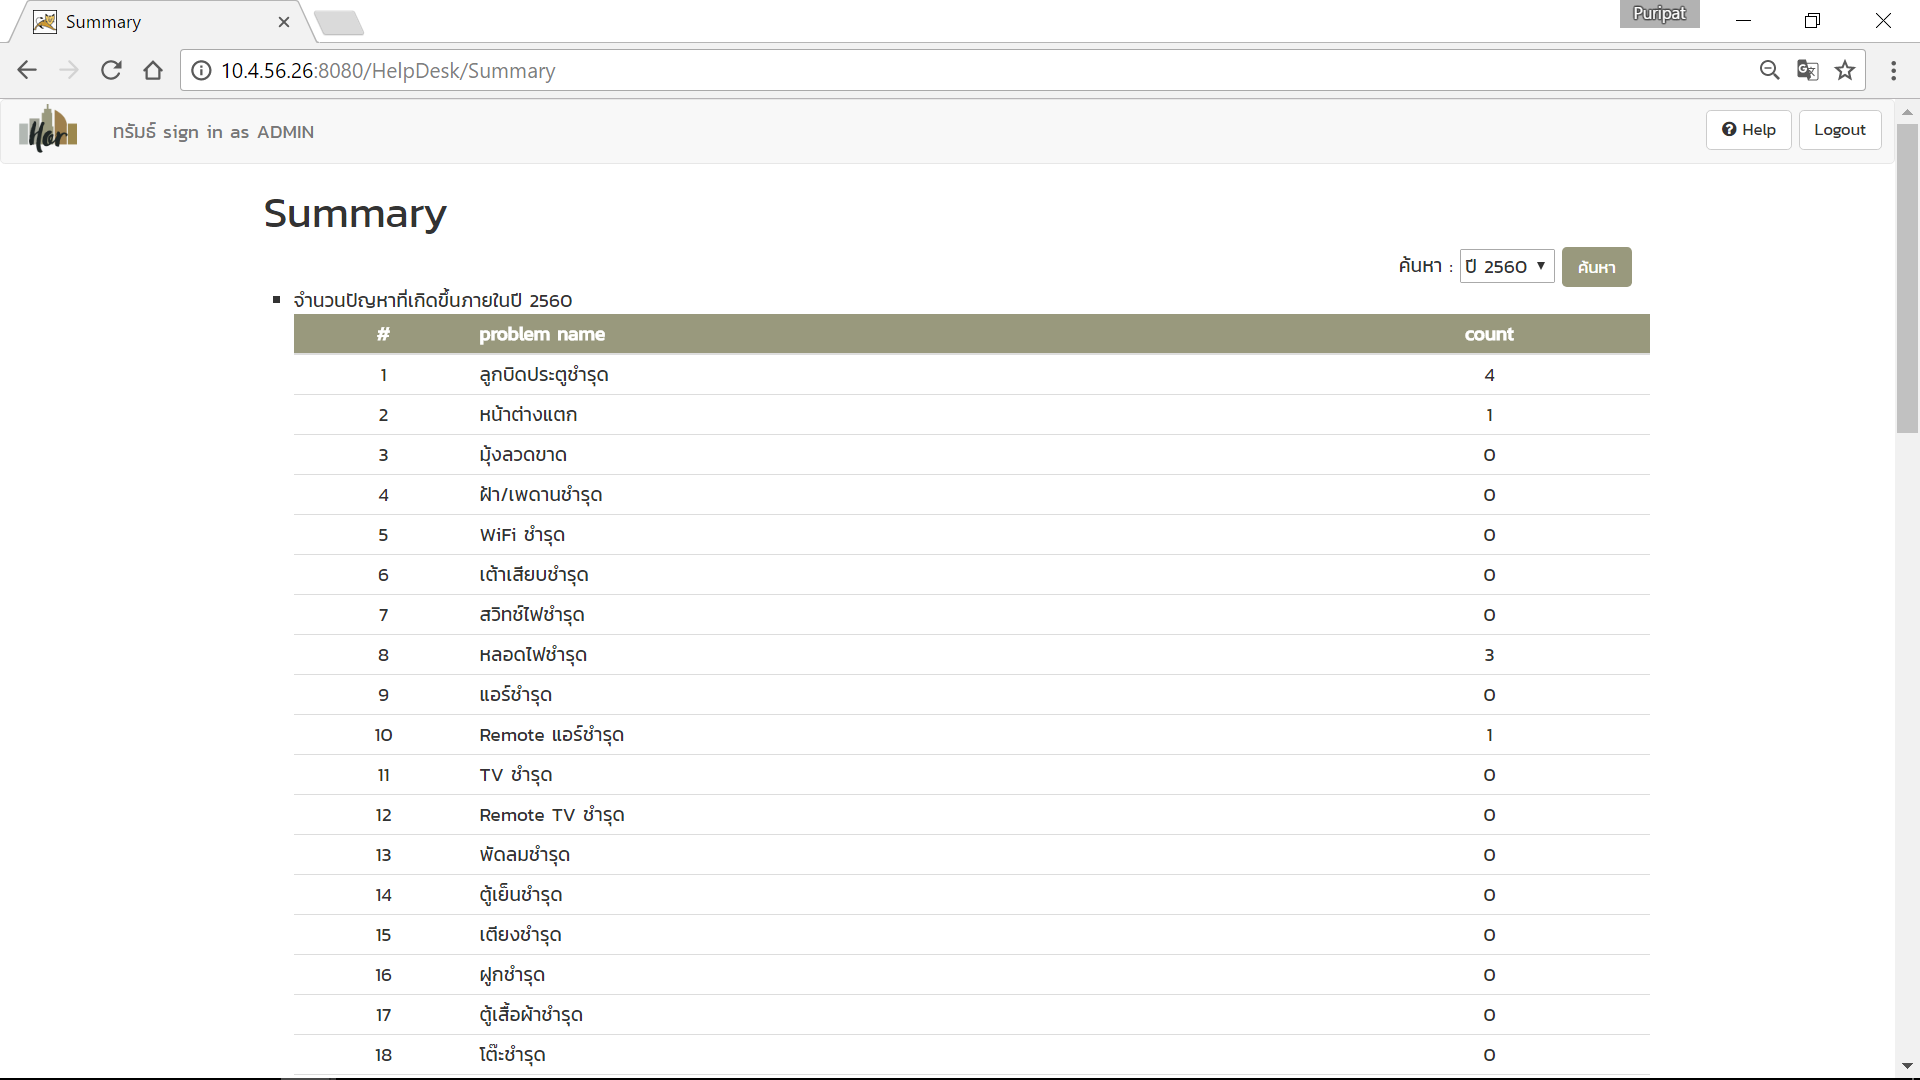 Summary
Puripat
10.4.56.26:8080/HelpDesk/Summary
Hor
ทรัมธ์ sign in as ADMIN
Help
Logout
Summary
ค้นหา : ปี 2560 ค้นหา
จำนวนปัญหาที่เกิดขึ้นภายในปี 2560
# problem name count
1 ลูกบิดประตูชำรุด 4
2 หน้าต่างแตก 1
3 มุ้งลวดขาด 0
4 ฝ้า/เพดานชำรุด 0
5 WiFi ชำรุด 0
6 เต้าเสียบชำรุด 0
7 สวิทช์ไฟชำรุด 0
8 หลอดไฟชำรุด 3
9 แอร์ชำรุด 0
10 Remote แอร์ชำรุด 1
11 TV ชำรุด 0
12 Remote TV ชำรุด 0
13 พัดลมชำรุด 0
14 ตู้เย็นชำรุด 0
15 เตียงชำรุด 0
16 ฝูกชำรุด 0
17 ตู้เสื้อผ้าชำรุด 0
18 โต๊ะชำรุด 0